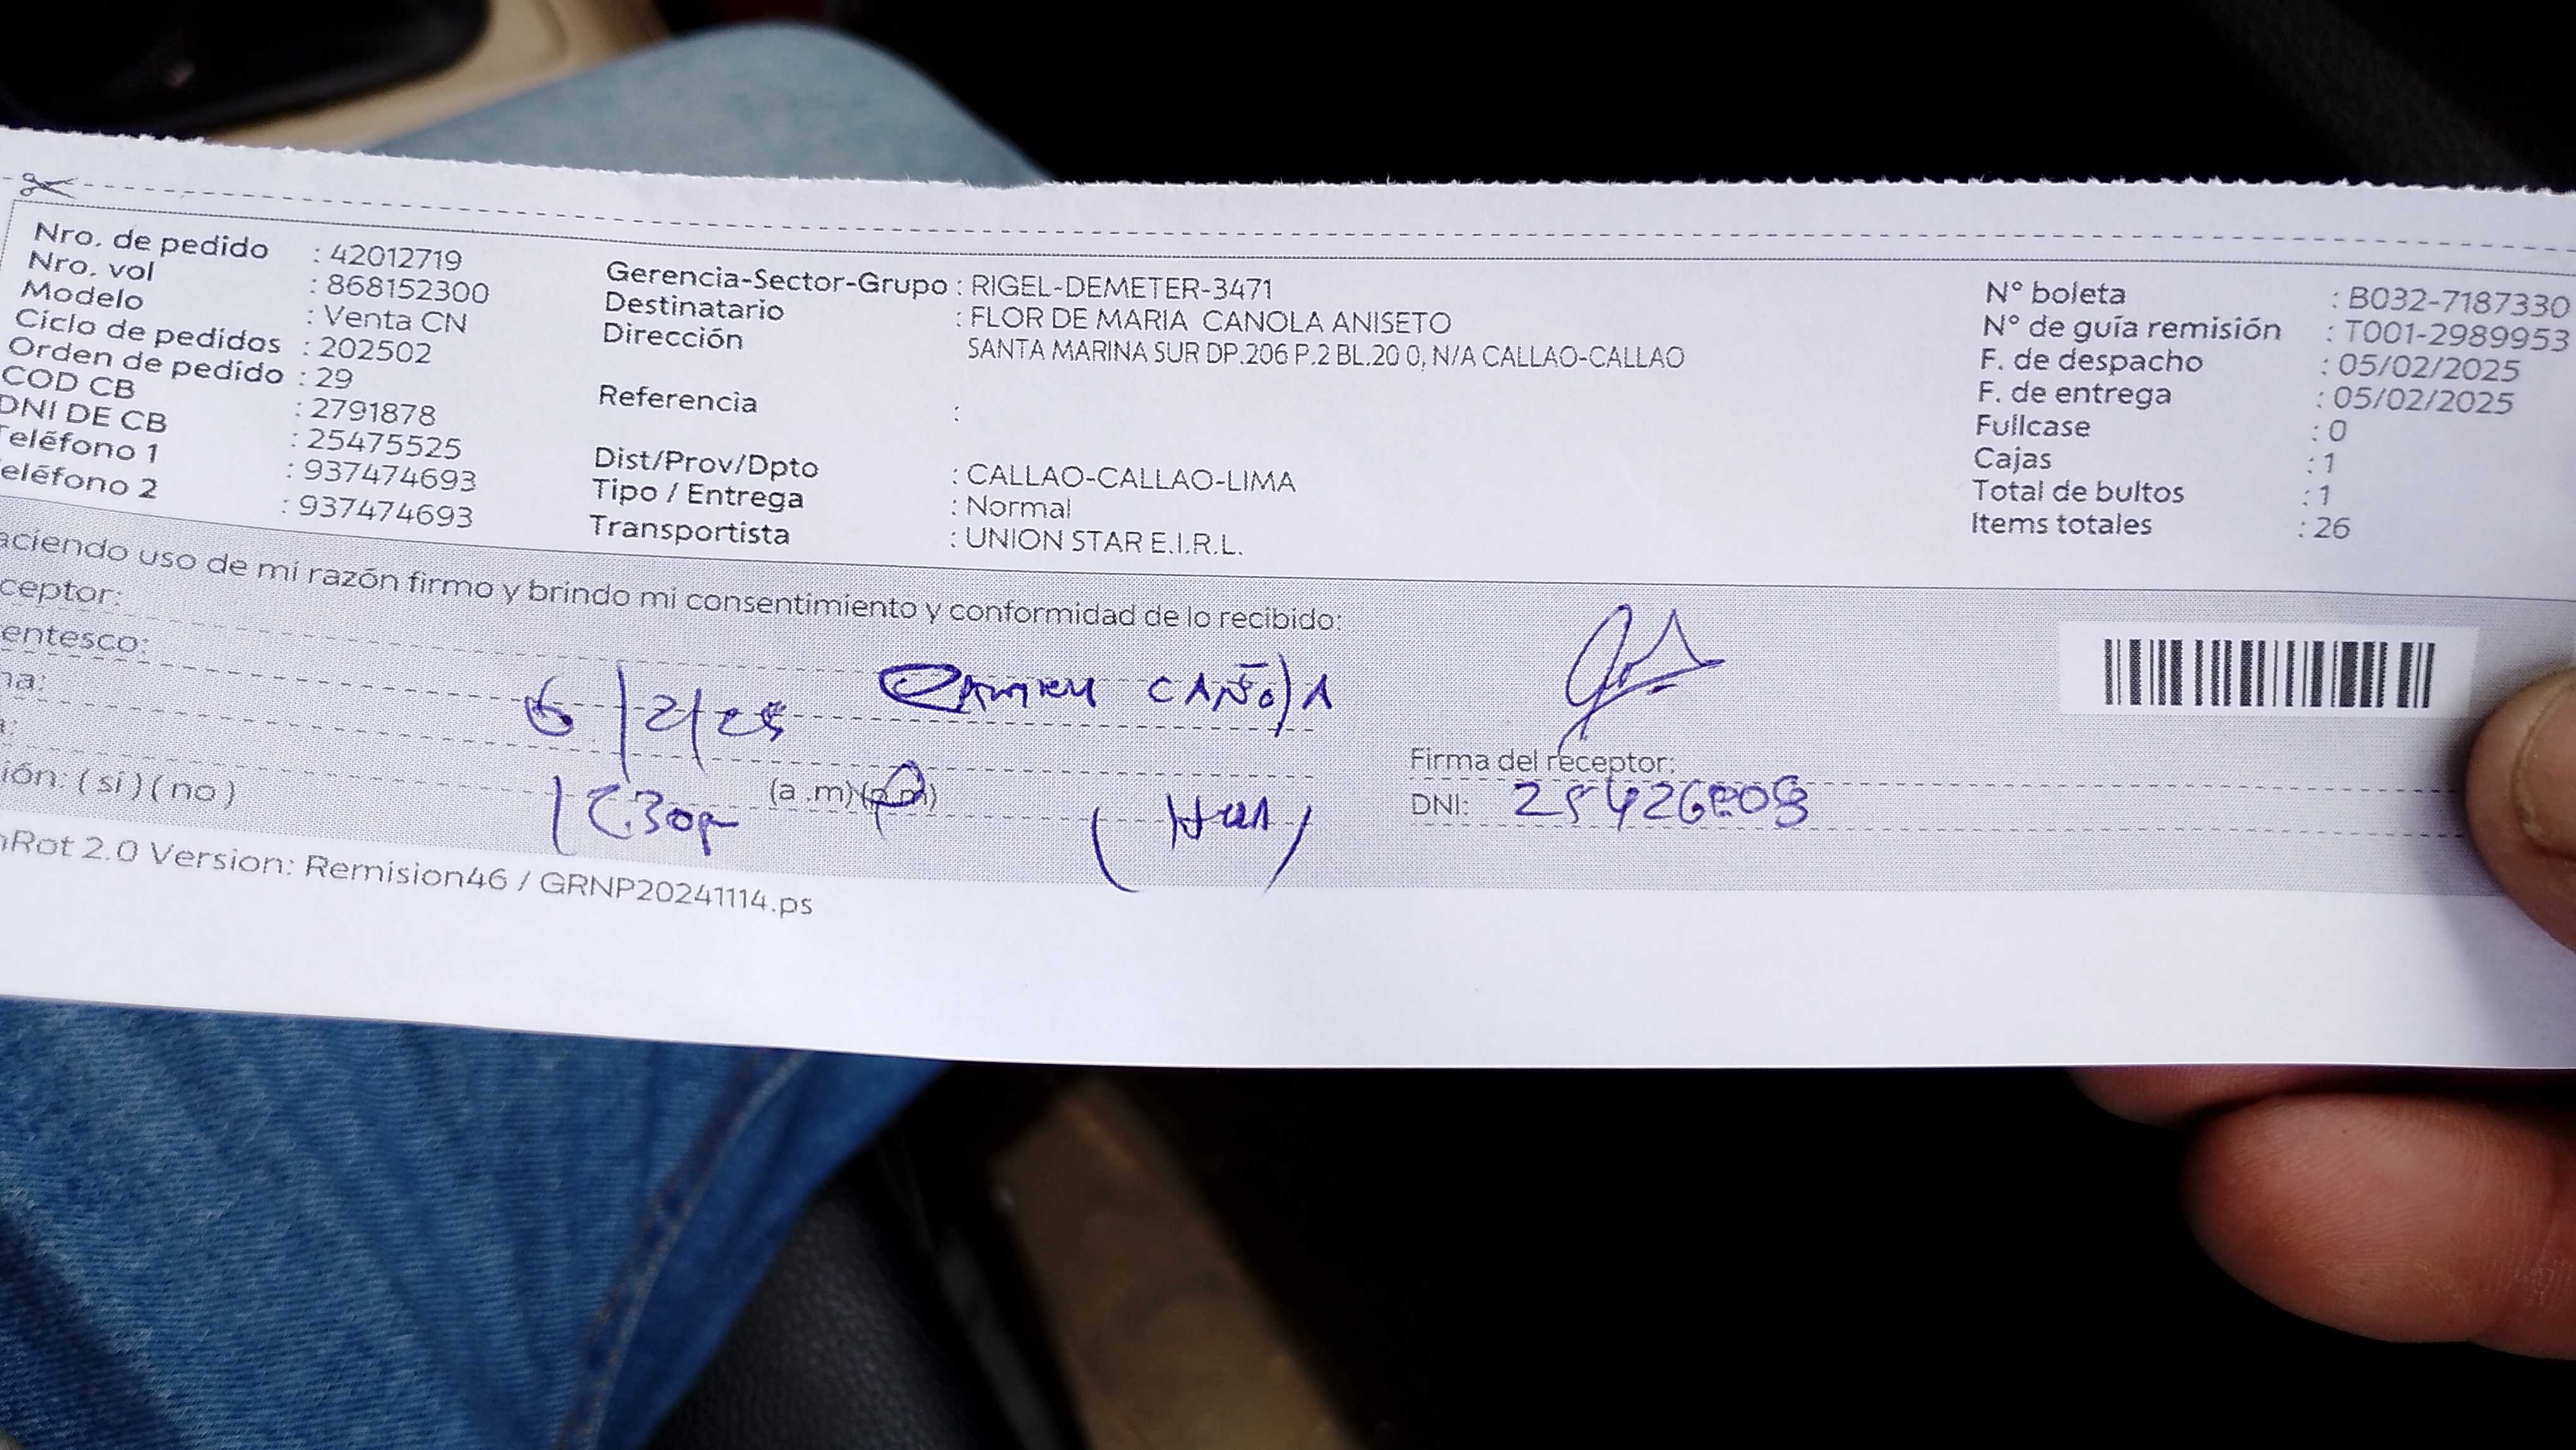 Nro. de pedido : 42012719
Nro. vol : 868152300
Modelo : Venta CN
Ciclo de pedidos : 202502
Orden de pedido : 29
COD CB : 2791878
DNI DE CB : 25475525
Teléfono 1 : 937474693
eléfono 2 : 937474693
Gerencia-Sector-Grupo : RIGEL-DEMETER-3471
Destinatario : FLOR DE MARIA CANOLA ANISETO
Dirección SANTA MARINA SUR DP.206 P.2 BL.20 0, N/A CALLAO-CALLAO
Referencia :
Dist/Prov/Dpto : CALLAO-CALLAO-LIMA
Tipo / Entrega : Normal
Transportista : UNION STAR E.I.R.L.
N° boleta : B032-7187330
N° de guía remisión : T001-2989953
F. de despacho : 05/02/2025
F. de entrega : 05/02/2025
Fullcase : 0
Cajas : 1
Total de bultos : 1
Items totales : 26
aciendo uso de mi razón firmo y brindo mi consentimiento y conformidad de lo recibido:
ceptor:
entesco:
na:
a:
6/2/25 CAÑOLA
(a .m)(p.m)
ión: ( si ) ( no )
Firma del receptor:
DNI:
nRot 2.0 Version: Remision46 / GRNP20241114.ps